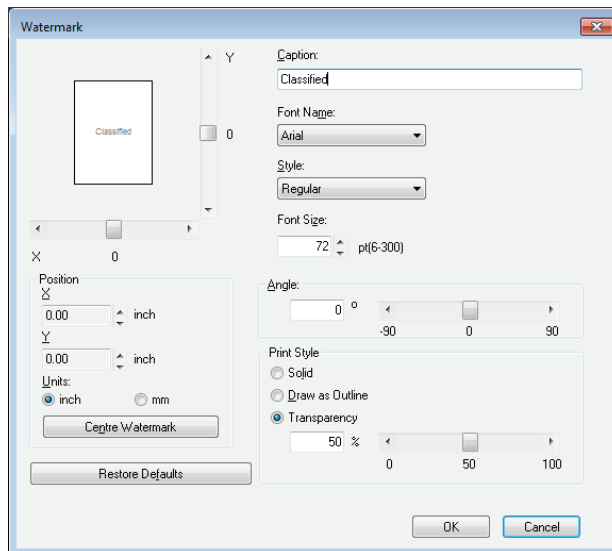 Watermark
Y
Classified
0
X 0
Position
X
0.00 inch
Y
0.00 inch
Units:
inch mm
Centre Watermark
Restore Defaults
Caption:
Classified
Font Name:
Arial
Style:
Regular
Font Size:
72 pt(6-300)
Angle:
0 °
-90 0 90
Print Style
Solid
Draw as Outline
Transparency
50 %
0 50 100
OK Cancel